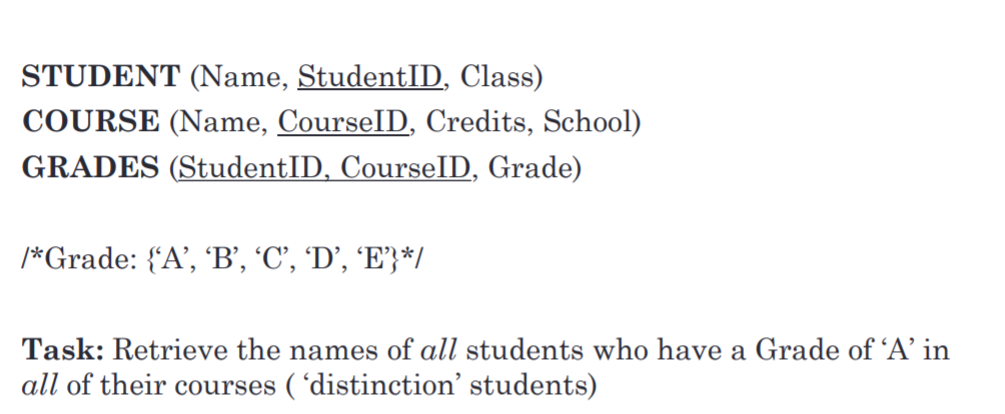 STUDENT (Name, StudentID, Class)
COURSE (Name, CourseID, Credits, School)
GRADES (StudentID, CourseID, Grade)
/*Grade: {‘A’, ‘B’, ‘C’, ‘D’, ‘E’}*/
Task: Retrieve the names of all students who have a Grade of ‘A’ in
all of their courses ( ‘distinction’ students)